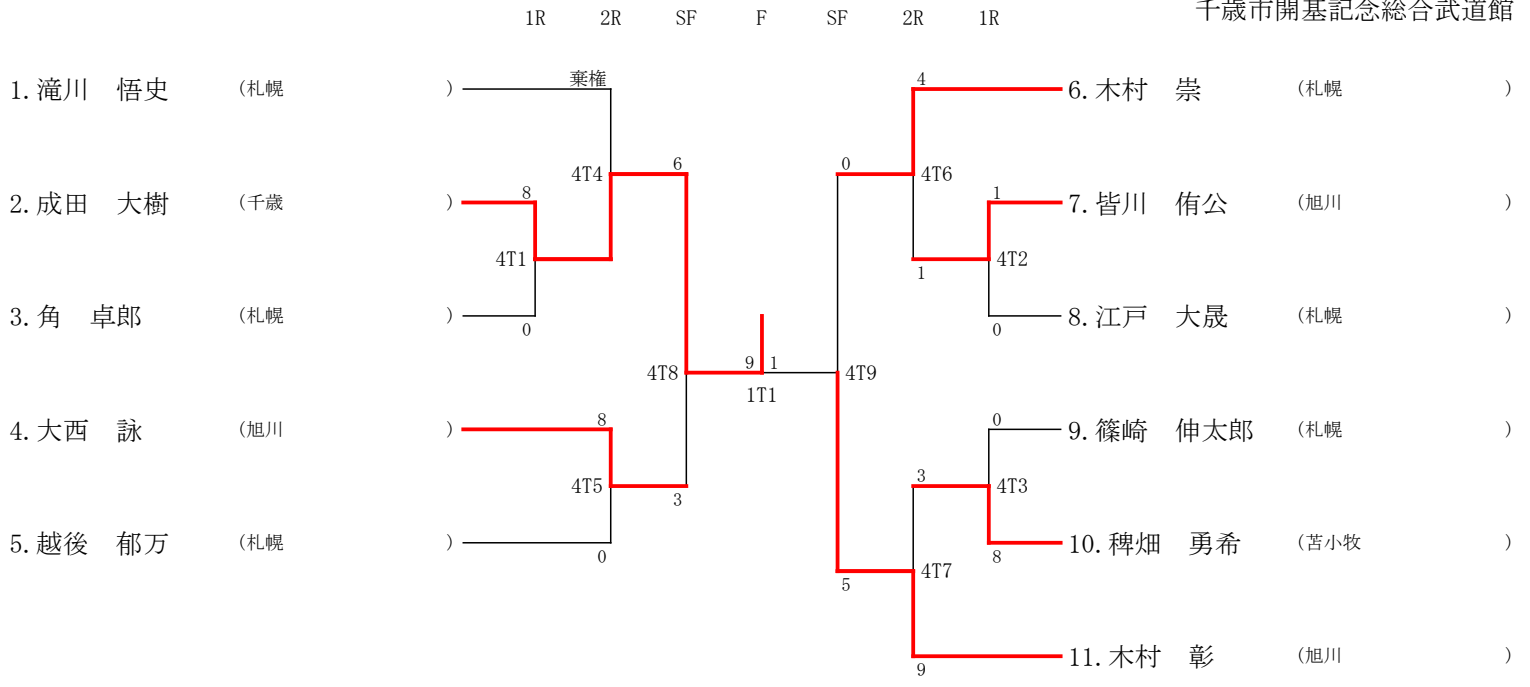 千歳市開基記念総合武道館
1R 2R SF F SF 2R 1R
1. 滝川 悟史 (札幌 ) 棄権 4 6. 木村 崇 (札幌 )
4T4 6 0 4T6
2. 成田 大樹 (千歳 ) 8 1 7. 皆川 侑公 (旭川 )
4T1 1 4T2
3. 角 卓郎 (札幌 ) 0 0 8. 江戸 大晟 (札幌 )
4T8 9 1 4T9
1T1
4. 大西 詠 (旭川 ) 8 0 9. 篠崎 伸太郎 (札幌 )
4T5 3 3 4T3
5. 越後 郁万 (札幌 ) 0 8 10. 稗畑 勇希 (苫小牧 )
5 4T7
9 11. 木村 彰 (旭川 )